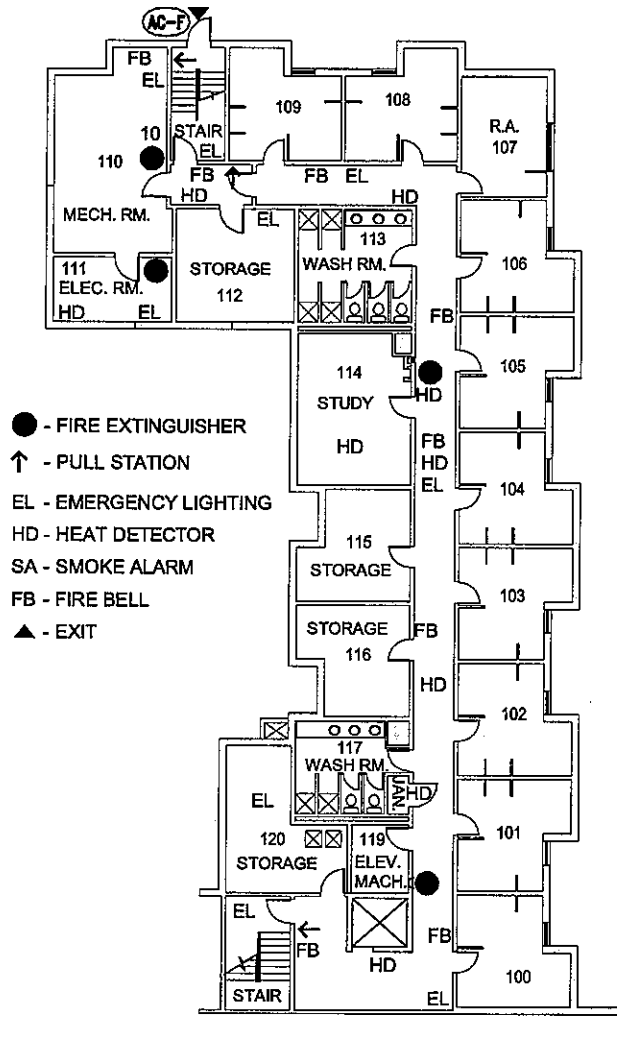 AC-F
FB
EL
109
108
R.A.
107
10
110
STAIR
EL
FB
HD
FB EL
HD
MECH. RM.
EL
113
WASH RM.
106
111
ELEC. RM.
HD EL
STORAGE
112
FB
105
114
STUDY
HD
HD
- FIRE EXTINGUISHER
- PULL STATION
EL - EMERGENCY LIGHTING
HD - HEAT DETECTOR
SA - SMOKE ALARM
FB - FIRE BELL
- EXIT
FB
HD
EL
104
115
STORAGE
103
STORAGE
116
FB
HD
102
117
WASH RM.
JAN.
HD
EL
120
STORAGE
119
ELEV.
MACH.
101
EL
FB
STAIR
HD
FB
EL
100